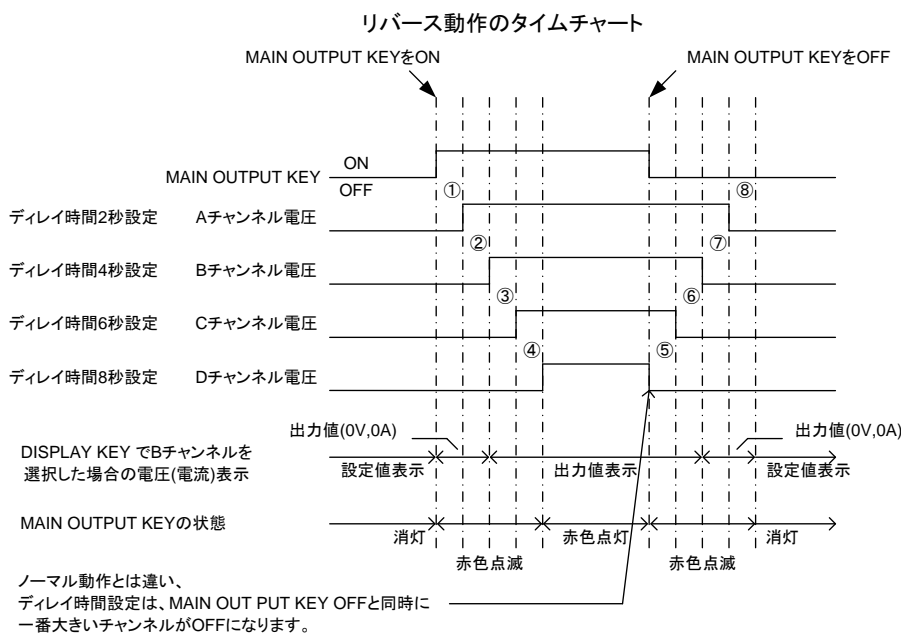 リバース動作のタイムチャート
MAIN OUTPUT KEYをON
MAIN OUTPUT KEYをOFF
MAIN OUTPUT KEY
ON
OFF
① ⑧
ディレイ時間2秒設定 Aチャンネル電圧
② ⑦
ディレイ時間4秒設定 Bチャンネル電圧
③ ⑥
ディレイ時間6秒設定 Cチャンネル電圧
④ ⑤
ディレイ時間8秒設定 Dチャンネル電圧
出力値(0V,0A) 出力値(0V,0A)
DISPLAY KEY でBチャンネルを
選択した場合の電圧(電流)表示
設定値表示 出力値表示 設定値表示
MAIN OUTPUT KEYの状態
消灯 赤色点灯 消灯
赤色点滅 赤色点滅
ノーマル動作とは違い、
ディレイ時間設定は、MAIN OUT PUT KEY OFFと同時に
一番大きいチャンネルがOFFになります。